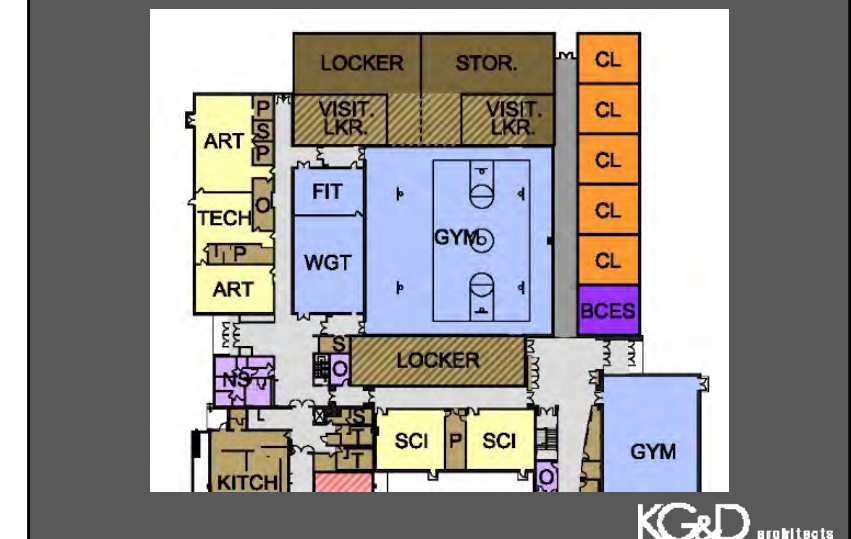 LOCKER
STOR.
CL
VISIT.
LKR.
VISIT.
LKR.
CL
P
S
P
ART
CL
FIT
O
TECH
CL
GYM
WGT
T
P
CL
ART
BCES
S
LOCKER
O
NS
S
T
T
SCI
P
SCI
GYM
KITCH
O
KG&D architects